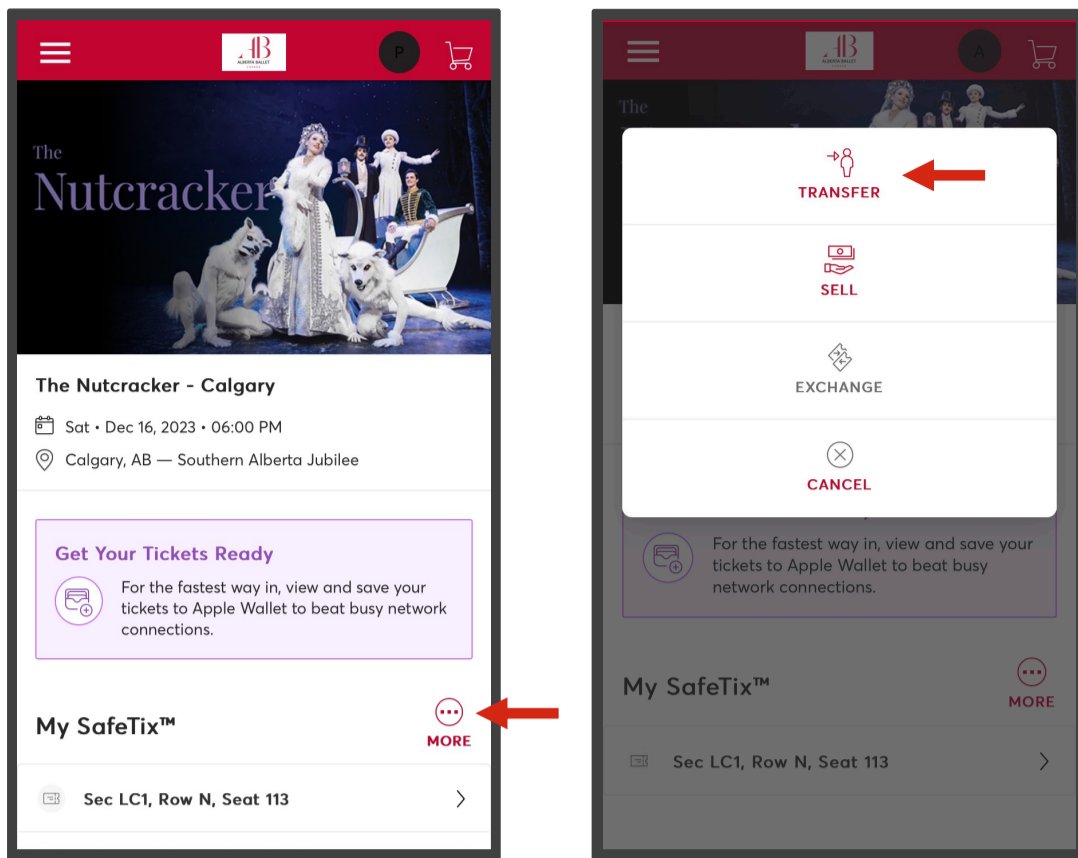 AB
ALBERTA BALLET
P
The
Nutcracker
The Nutcracker - Calgary
Sat • Dec 16, 2023 • 06:00 PM
Calgary, AB — Southern Alberta Jubilee
Get Your Tickets Ready
For the fastest way in, view and save your
tickets to Apple Wallet to beat busy network
connections.
My SafeTix™
MORE
Sec LC1, Row N, Seat 113
AB
ALBERTA BALLET
A
The
TRANSFER
SELL
EXCHANGE
CANCEL
For the fastest way in, view and save your
tickets to Apple Wallet to beat busy
network connections.
My SafeTix™
MORE
Sec LC1, Row N, Seat 113